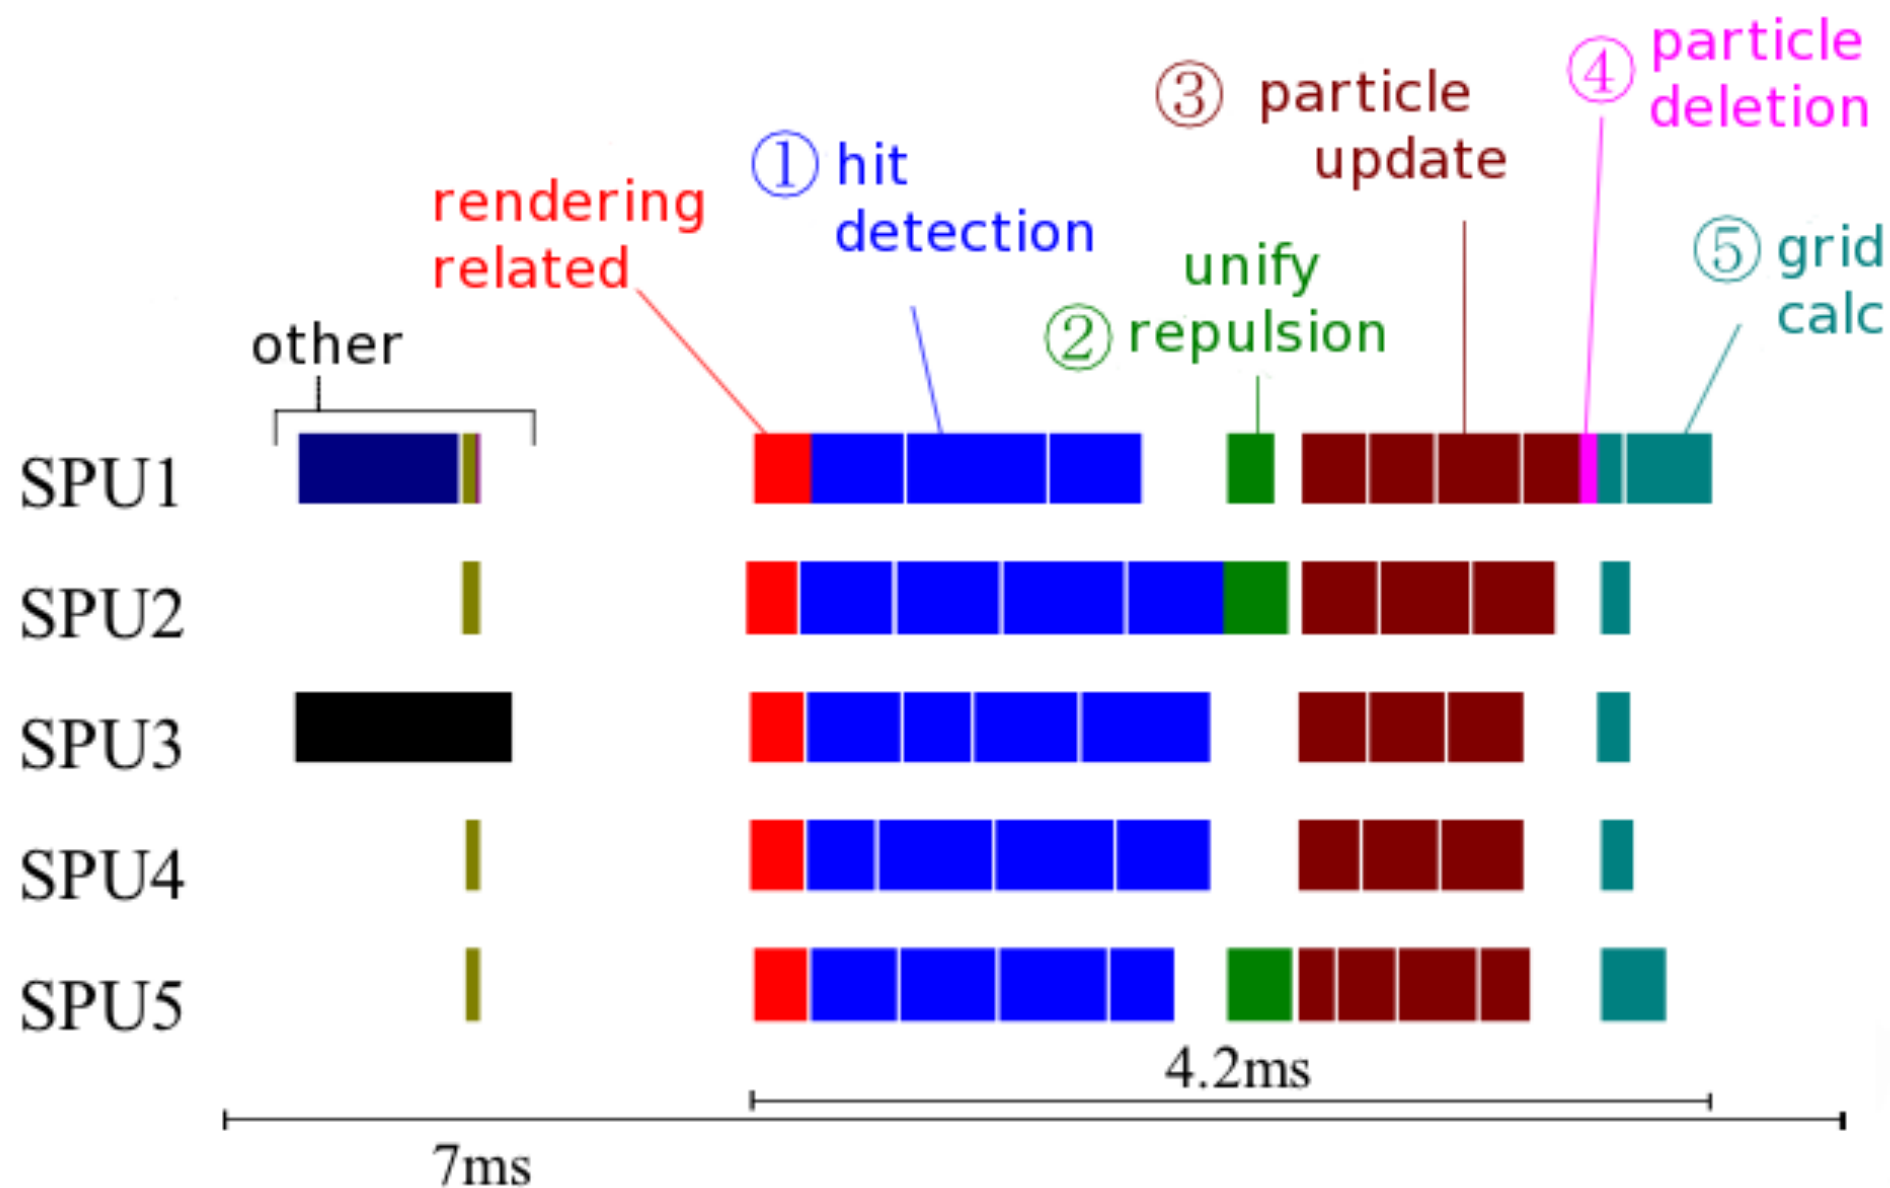 ④ particle
deletion
③ particle
update
① hit
detection
rendering
related
⑤ grid
calc
unify
② repulsion
other
SPU1
SPU2
SPU3
SPU4
SPU5
4.2ms
7ms